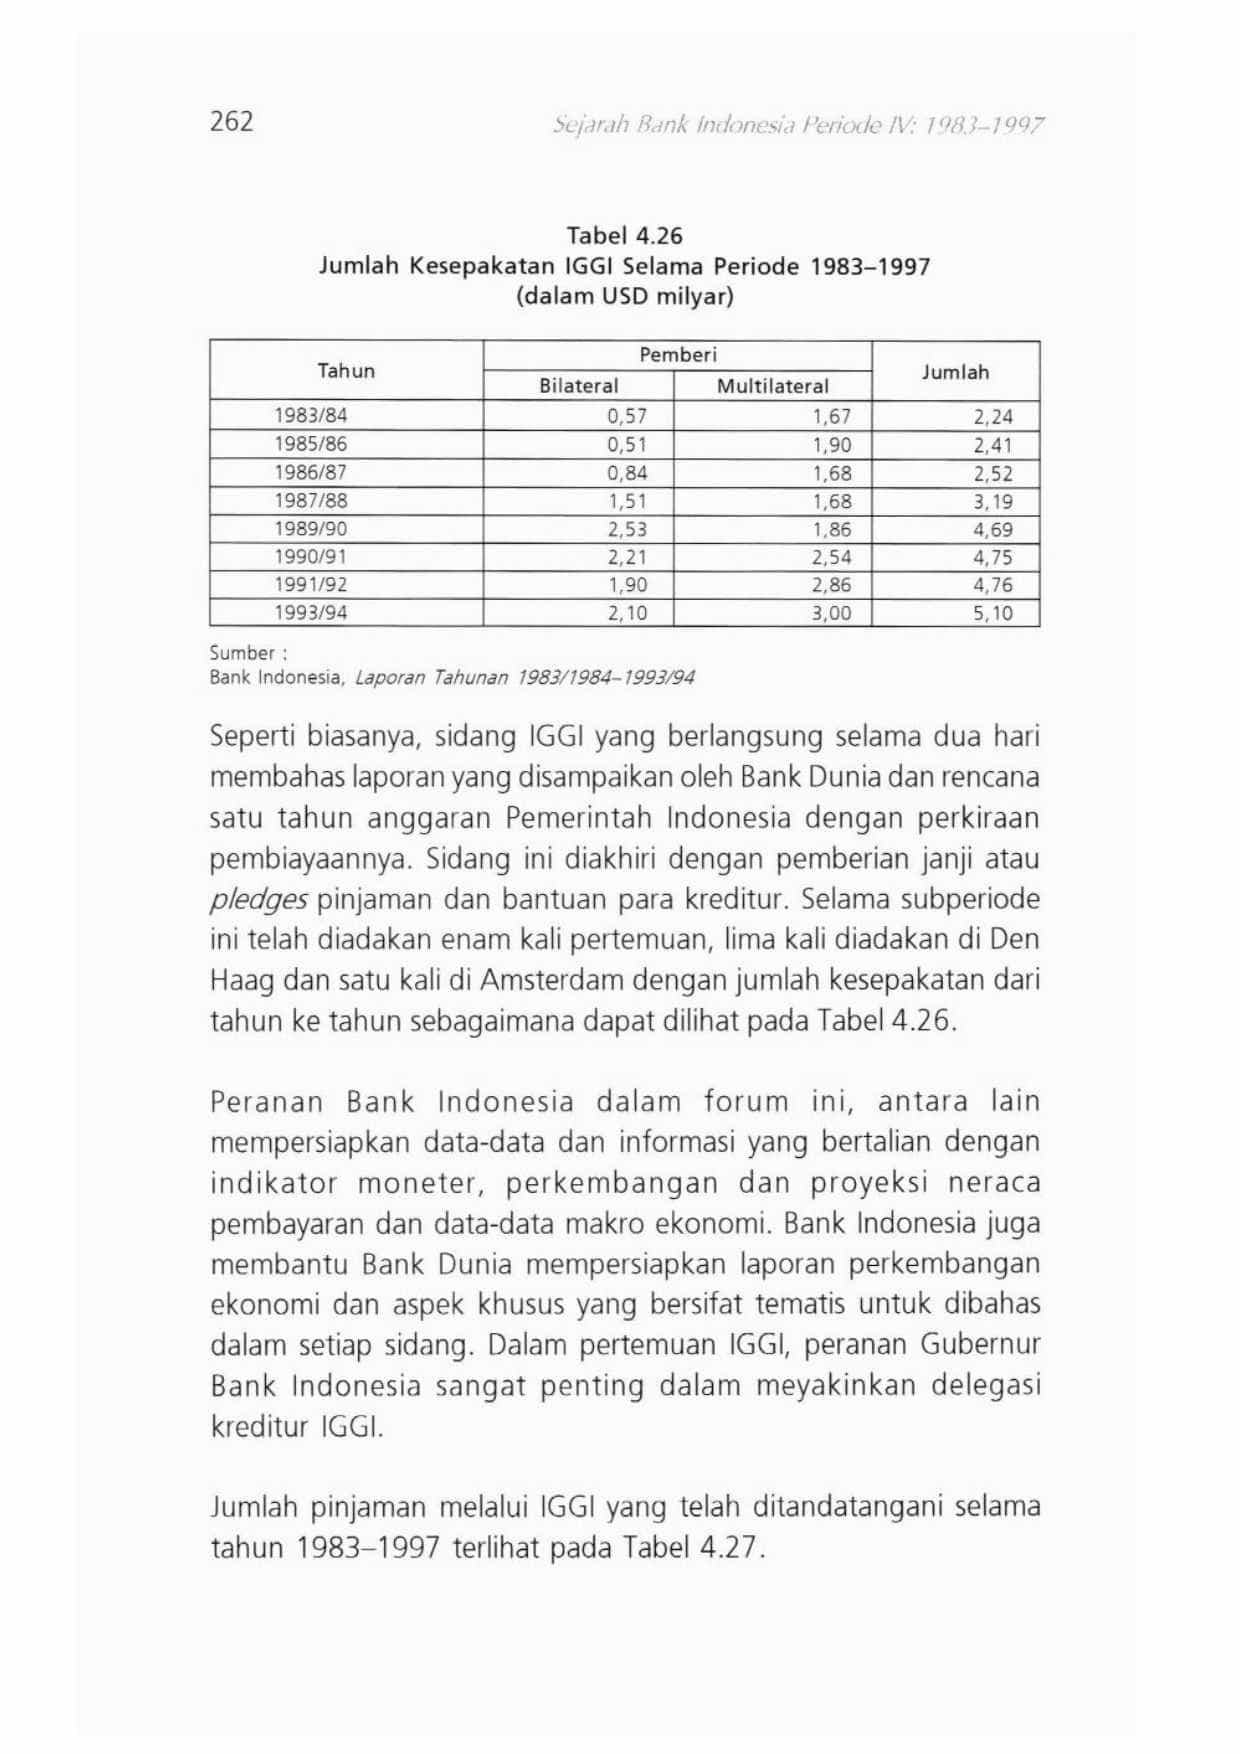 262
Sejarah Bank Indonesia Periode IV: 1983–1997
Tabel 4.26
Jumlah Kesepakatan IGGI Selama Periode 1983–1997
(dalam USD milyar)
Tahun Pemberi Jumlah
Bilateral Multilateral
1983/84 0,57 1,67 2,24
1985/86 0,51 1,90 2,41
1986/87 0,84 1,68 2,52
1987/88 1,51 1,68 3,19
1989/90 2,53 1,86 4,69
1990/91 2,21 2,54 4,75
1991/92 1,90 2,86 4,76
1993/94 2,10 3,00 5,10
Sumber :
Bank Indonesia, Laporan Tahunan 1983/1984–1993/94
Seperti biasanya, sidang IGGI yang berlangsung selama dua hari
membahas laporan yang disampaikan oleh Bank Dunia dan rencana
satu tahun anggaran Pemerintah Indonesia dengan perkiraan
pembiayaannya. Sidang ini diakhiri dengan pemberian janji atau
pledges pinjaman dan bantuan para kreditur. Selama subperiode
ini telah diadakan enam kali pertemuan, lima kali diadakan di Den
Haag dan satu kali di Amsterdam dengan jumlah kesepakatan dari
tahun ke tahun sebagaimana dapat dilihat pada Tabel 4.26.
Peranan Bank Indonesia dalam forum ini, antara lain
mempersiapkan data-data dan informasi yang bertalian dengan
indikator moneter, perkembangan dan proyeksi neraca
pembayaran dan data-data makro ekonomi. Bank Indonesia juga
membantu Bank Dunia mempersiapkan laporan perkembangan
ekonomi dan aspek khusus yang bersifat tematis untuk dibahas
dalam setiap sidang. Dalam pertemuan IGGI, peranan Gubernur
Bank Indonesia sangat penting dalam meyakinkan delegasi
kreditur IGGI.
Jumlah pinjaman melalui IGGI yang telah ditandatangani selama
tahun 1983–1997 terlihat pada Tabel 4.27.